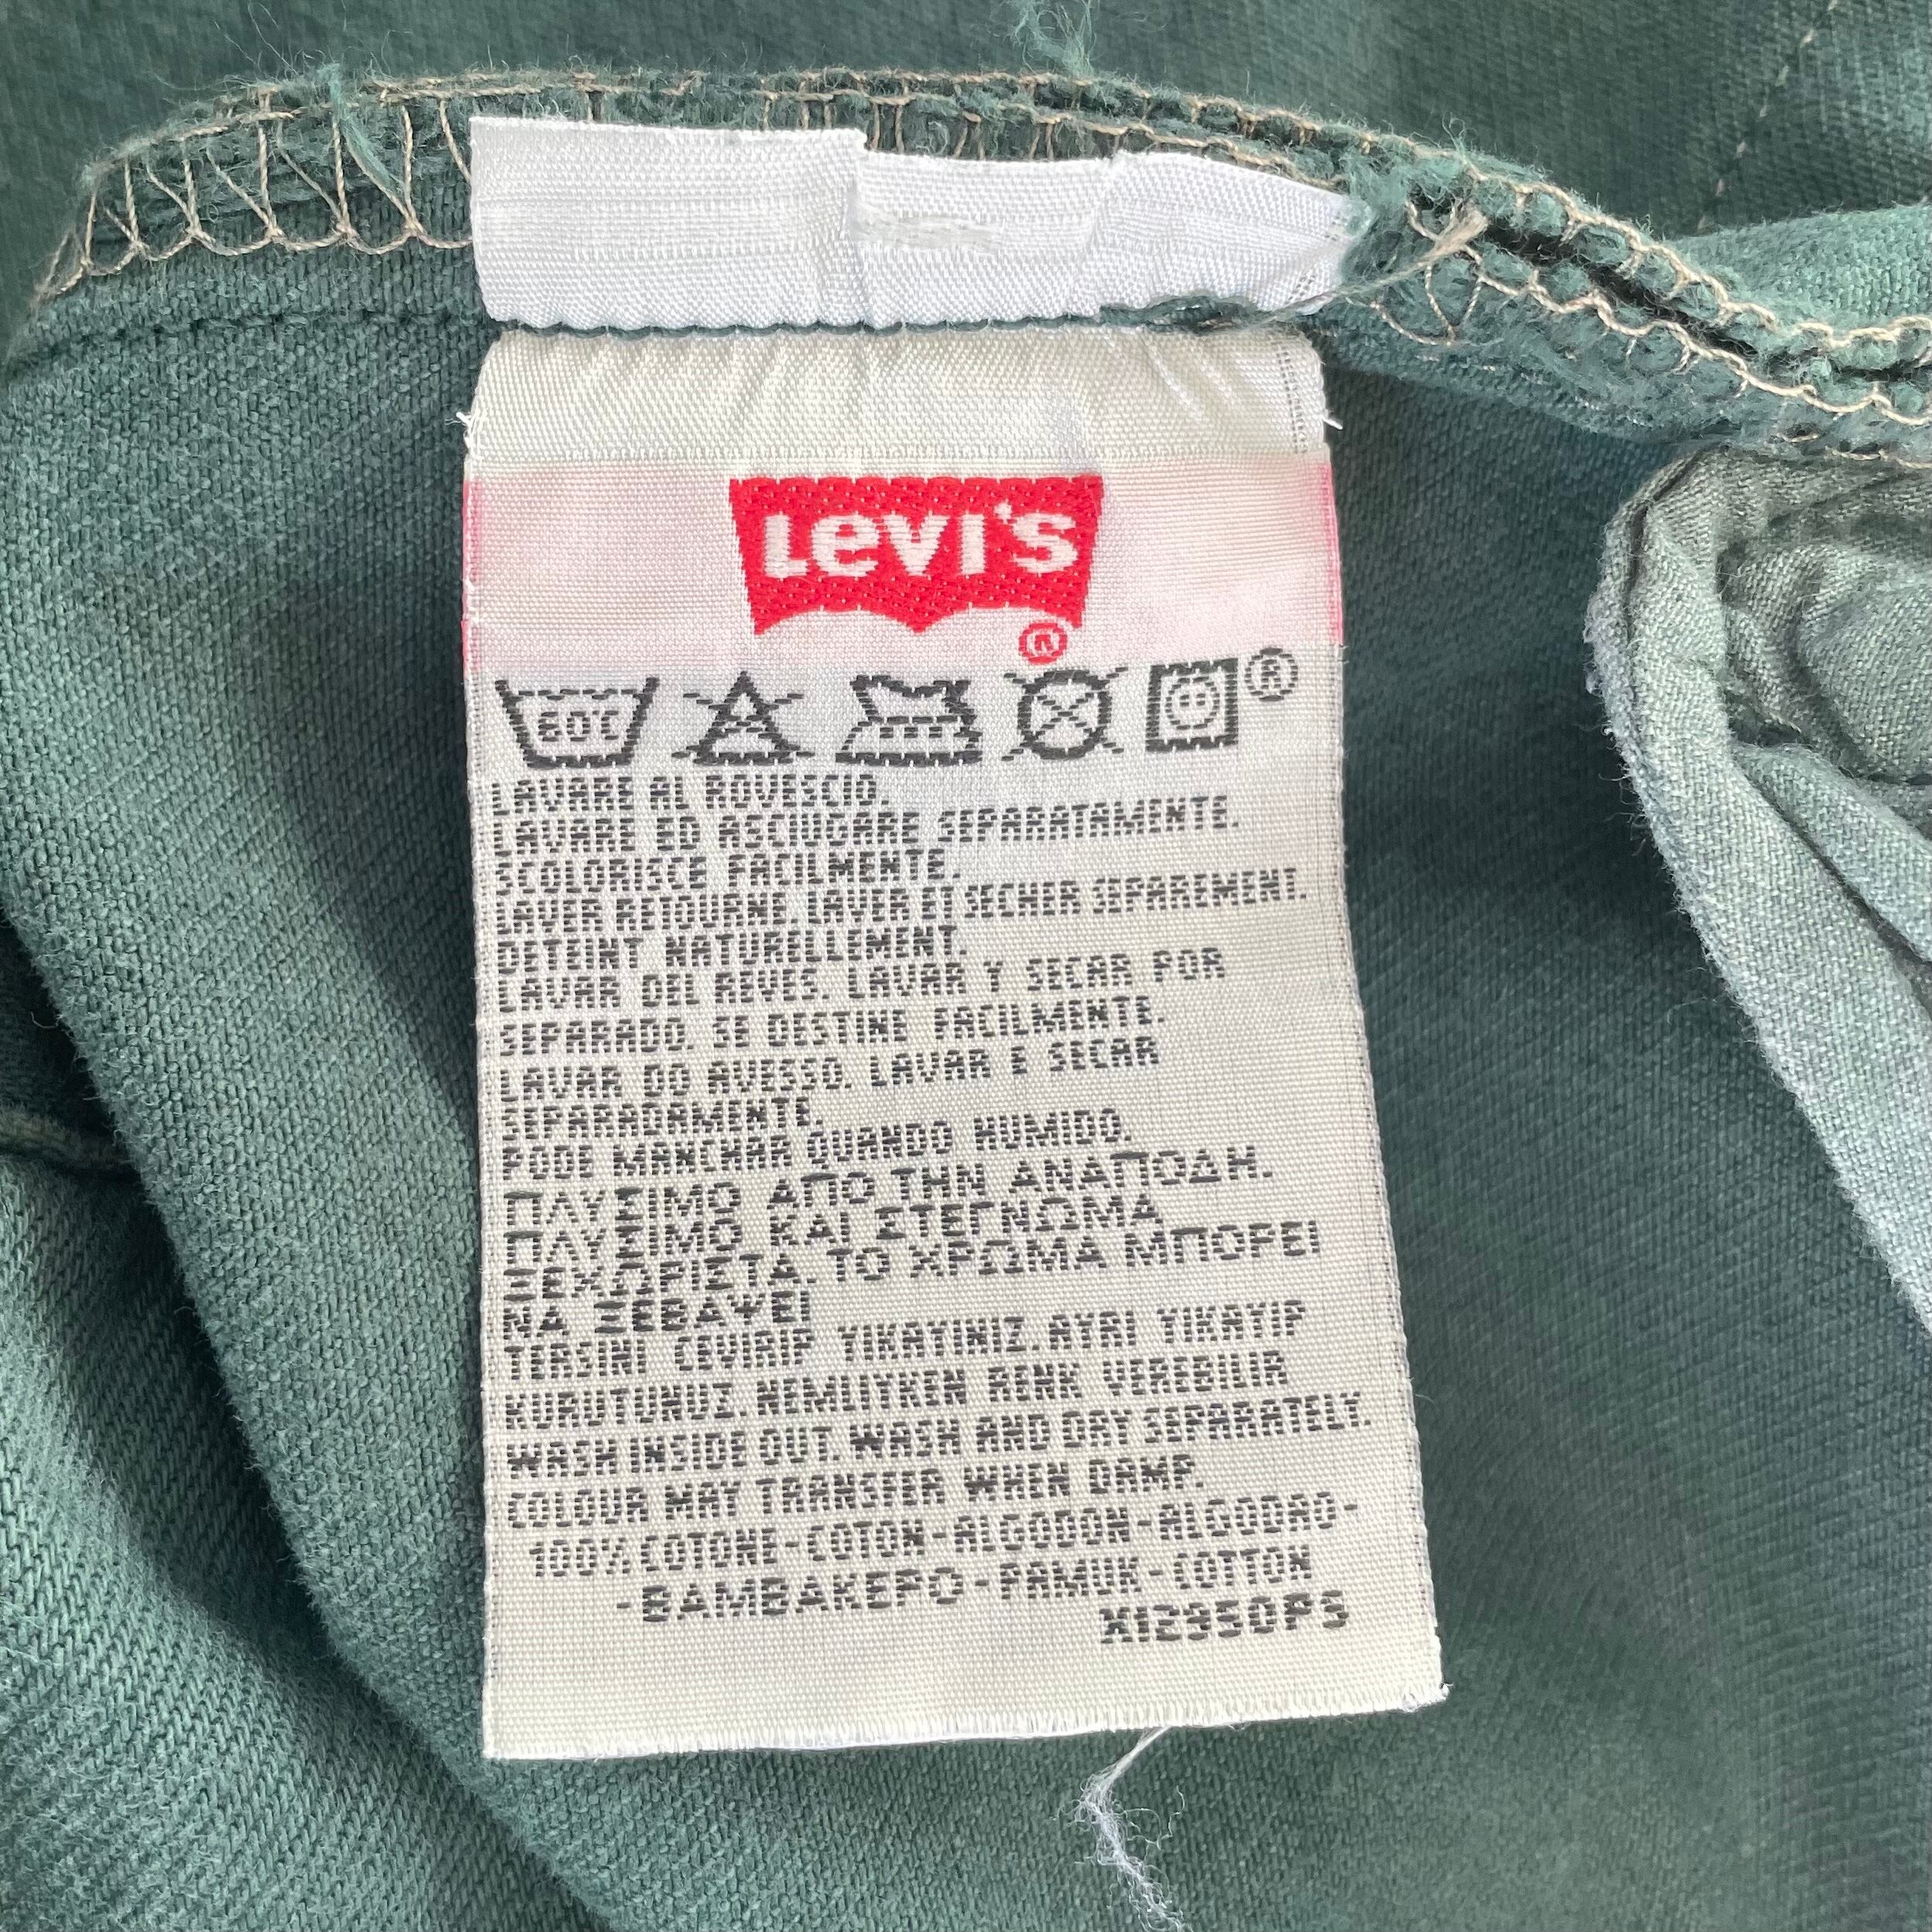 Levi's
®
60°C
®
LAVARE AL ROVESCIO.
LAVARE ED ASCIUGARE SEPARATAMENTE.
SCOLORISCE FACILMENTE.
LAVER RETOURNE. LAVER ET SECHER SEPAREMENT.
DETEINT NATURELLEMENT.
LAVAR DEL REVES. LAVAR Y SECAR POR
SEPARADO. SE DESTINE FACILMENTE.
LAVAR DO AVESSO. LAVAR E SECAR
SEPARADAMENTE.
PODE MANCHAR QUANDO HUMIDO.
ΠΛΥΣΙΜΟ ΑΠΟ ΤΗΝ ΑΝΑΠΟΔΗ.
ΠΛΥΣΙΜΟ ΚΑΙ ΣΤΕΓΝΩΜΑ
ΞΕΧΩΡΙΣΤΑ. ΤΟ ΧΡΩΜΑ ΜΠΟΡΕΙ
ΝΑ ΞΕΒΑΨΕΙ
TERSINI CEVIRIP YIKAYINIZ. AYRI YIKAYIP
KURUTUNUZ. NEMLIYKEN RENK VEREBILIR
WASH INSIDE OUT. WASH AND DRY SEPARATELY.
COLOUR MAY TRANSFER WHEN DAMP.
100% COTONE-COTON-ALGODON-ALGODAO-
-ΒΑΜΒΑΚΕΡΟ-PAMUK-COTTON
X12950PS